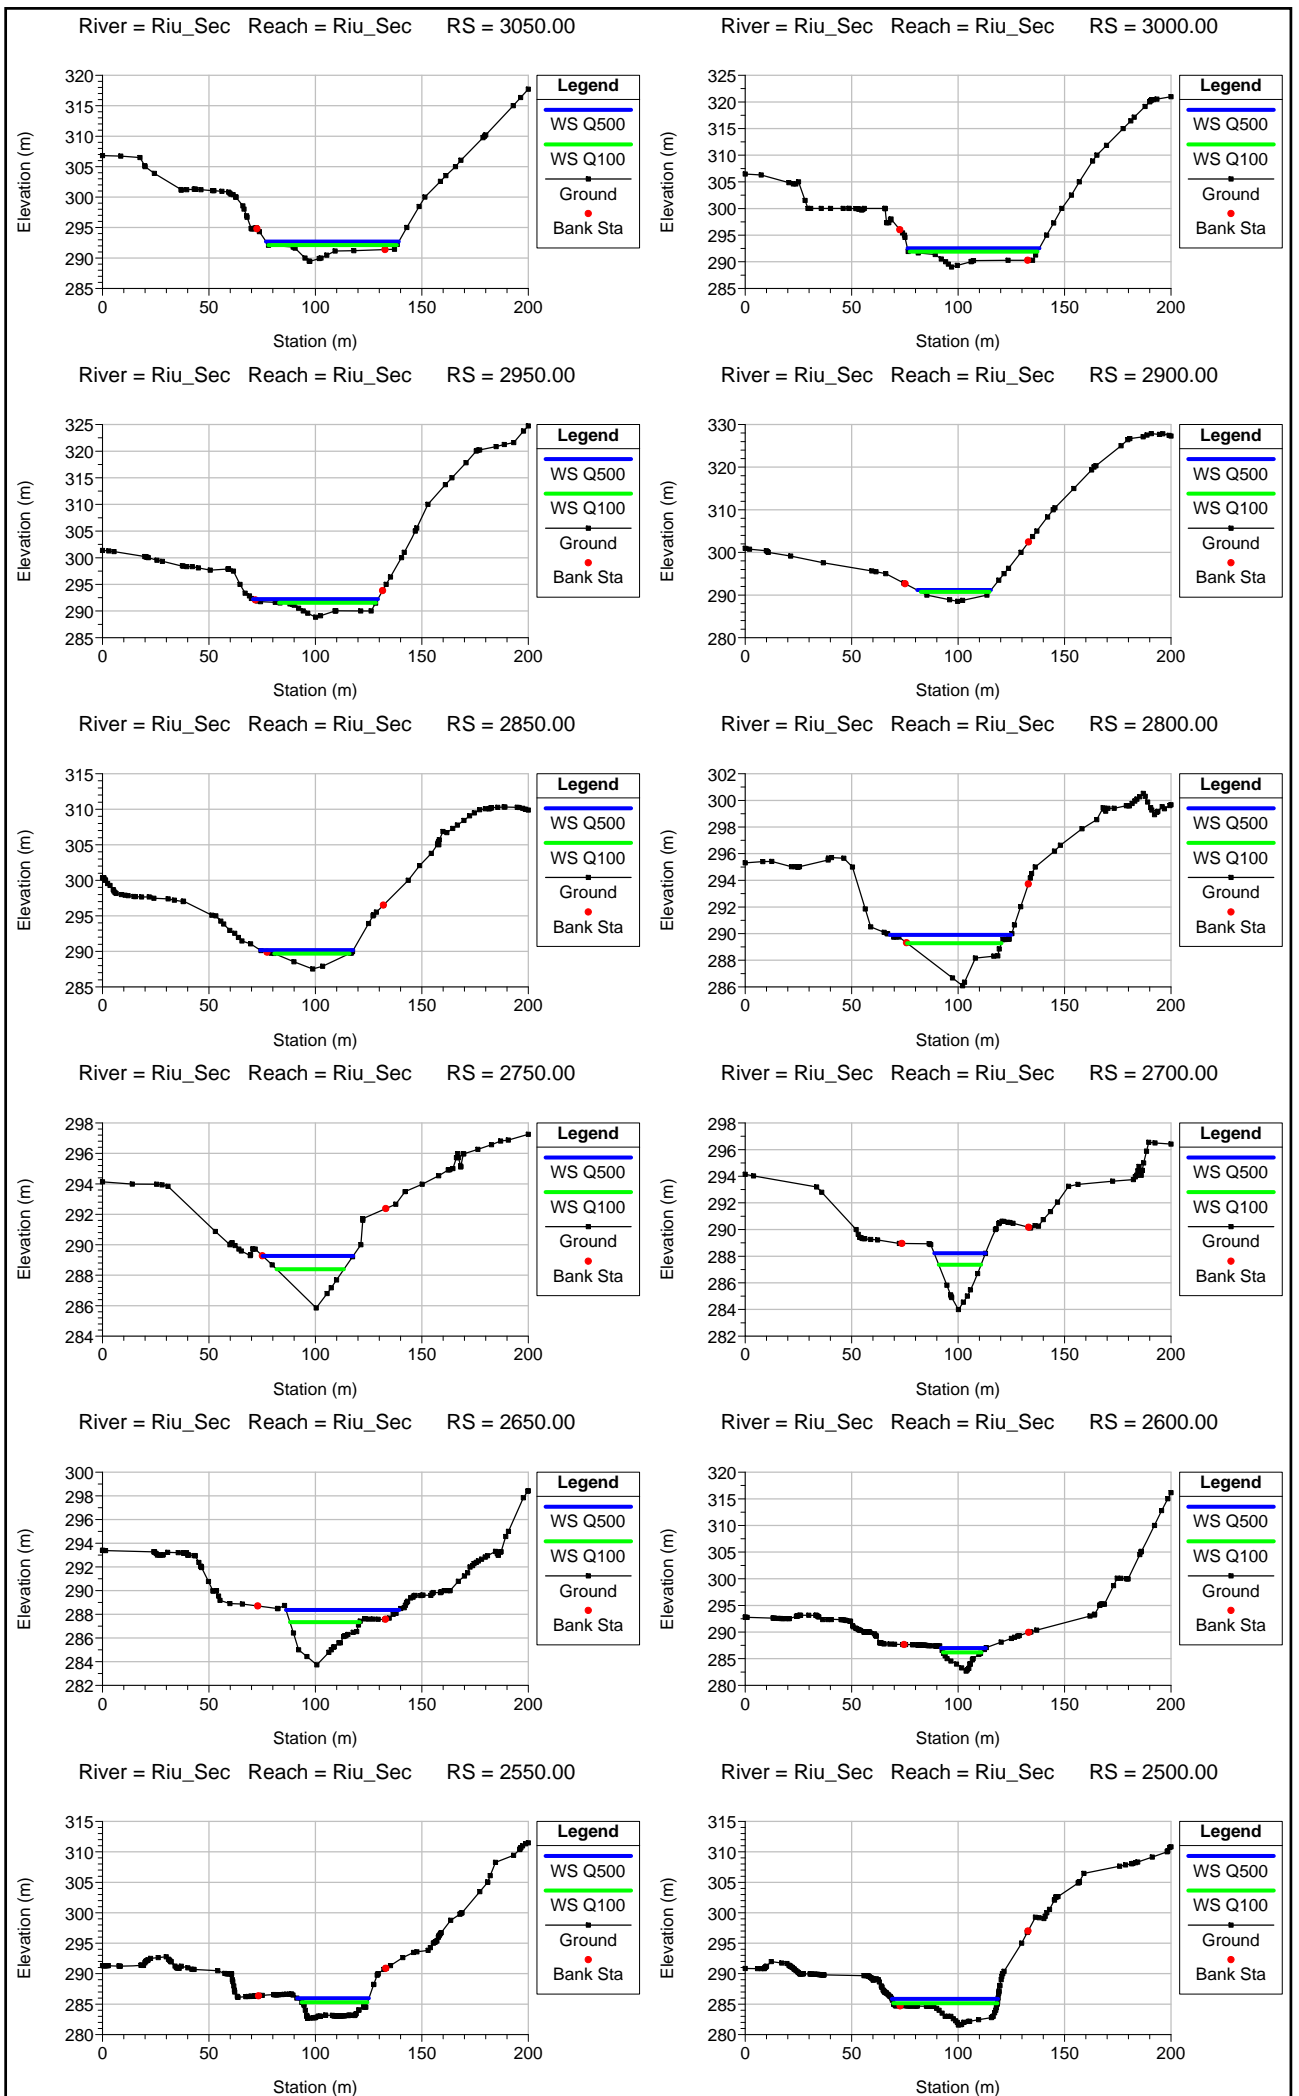 River = Riu_Sec Reach = Riu_Sec RS = 3050.00
Elevation (m)
320
315
310
305
300
295
290
285
0 50 100 150 200
Station (m)
Legend
WS Q500
WS Q100
Ground
Bank Sta
River = Riu_Sec Reach = Riu_Sec RS = 3000.00
Elevation (m)
325
320
315
310
305
300
295
290
285
0 50 100 150 200
Station (m)
Legend
WS Q500
WS Q100
Ground
Bank Sta
River = Riu_Sec Reach = Riu_Sec RS = 2950.00
Elevation (m)
325
320
315
310
305
300
295
290
285
0 50 100 150 200
Station (m)
Legend
WS Q500
WS Q100
Ground
Bank Sta
River = Riu_Sec Reach = Riu_Sec RS = 2900.00
Elevation (m)
330
320
310
300
290
280
0 50 100 150 200
Station (m)
Legend
WS Q500
WS Q100
Ground
Bank Sta
River = Riu_Sec Reach = Riu_Sec RS = 2850.00
Elevation (m)
315
310
305
300
295
290
285
0 50 100 150 200
Station (m)
Legend
WS Q500
WS Q100
Ground
Bank Sta
River = Riu_Sec Reach = Riu_Sec RS = 2800.00
Elevation (m)
302
300
298
296
294
292
290
288
286
0 50 100 150 200
Station (m)
Legend
WS Q500
WS Q100
Ground
Bank Sta
River = Riu_Sec Reach = Riu_Sec RS = 2750.00
Elevation (m)
298
296
294
292
290
288
286
284
0 50 100 150 200
Station (m)
Legend
WS Q500
WS Q100
Ground
Bank Sta
River = Riu_Sec Reach = Riu_Sec RS = 2700.00
Elevation (m)
298
296
294
292
290
288
286
284
282
0 50 100 150 200
Station (m)
Legend
WS Q500
WS Q100
Ground
Bank Sta
River = Riu_Sec Reach = Riu_Sec RS = 2650.00
Elevation (m)
300
298
296
294
292
290
288
286
284
282
0 50 100 150 200
Station (m)
Legend
WS Q500
WS Q100
Ground
Bank Sta
River = Riu_Sec Reach = Riu_Sec RS = 2600.00
Elevation (m)
320
315
310
305
300
295
290
285
280
0 50 100 150 200
Station (m)
Legend
WS Q500
WS Q100
Ground
Bank Sta
River = Riu_Sec Reach = Riu_Sec RS = 2550.00
Elevation (m)
315
310
305
300
295
290
285
280
0 50 100 150 200
Station (m)
Legend
WS Q500
WS Q100
Ground
Bank Sta
River = Riu_Sec Reach = Riu_Sec RS = 2500.00
Elevation (m)
315
310
305
300
295
290
285
280
0 50 100 150 200
Station (m)
Legend
WS Q500
WS Q100
Ground
Bank Sta